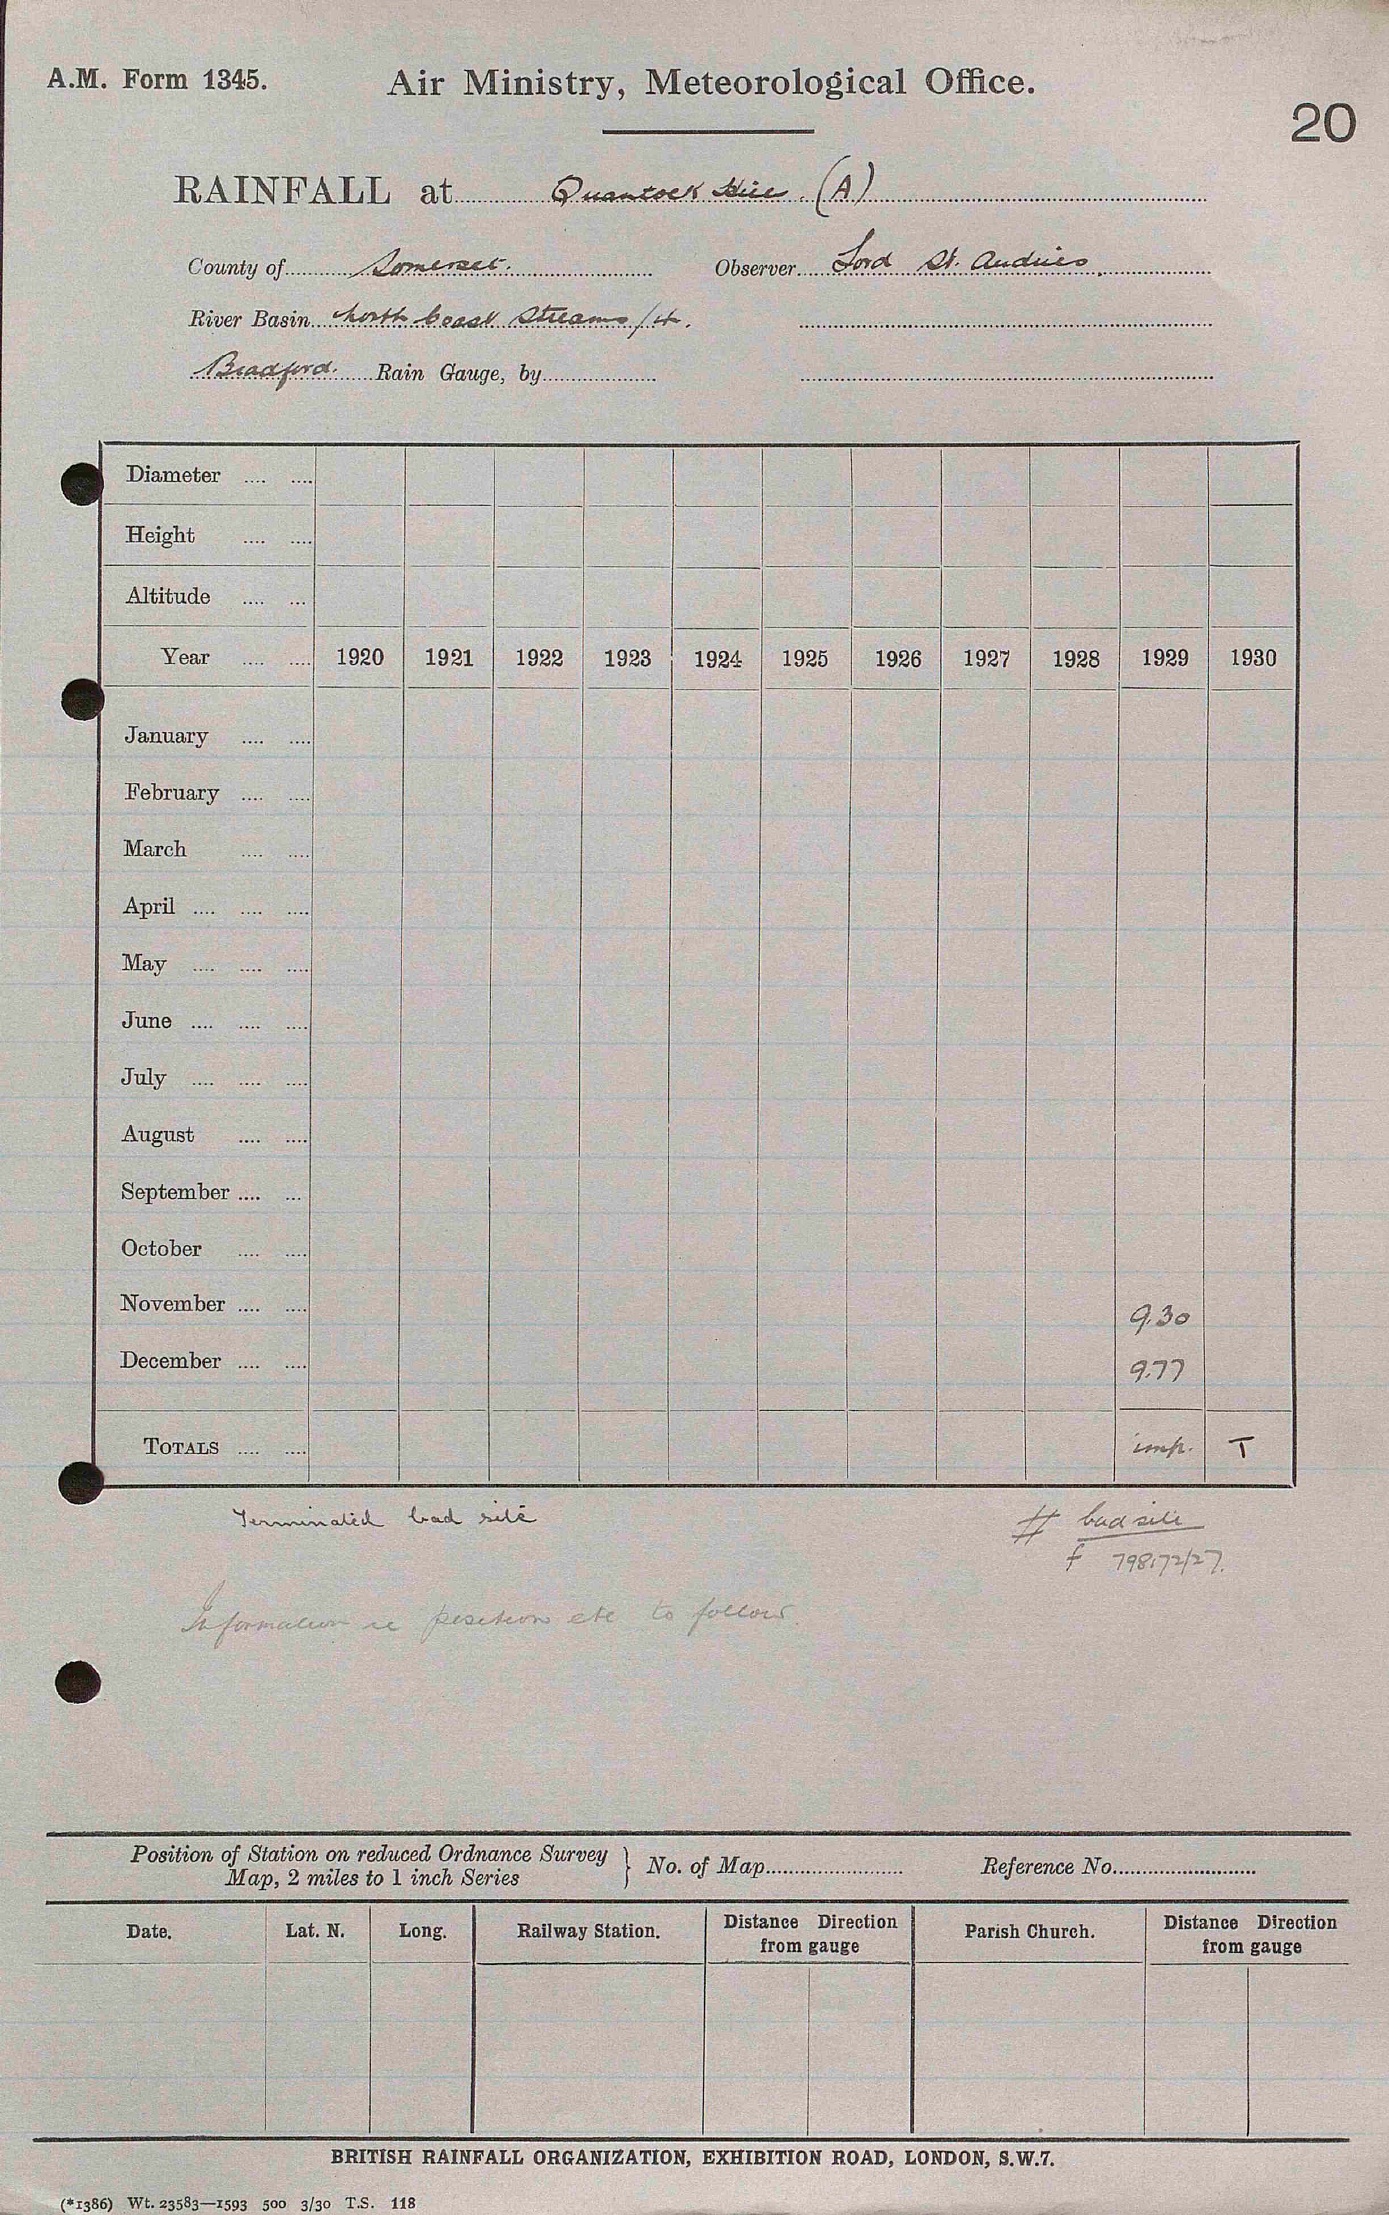 A.M. Form 1345.
Air Ministry, Meteorological Office.
20
RAINFALL at Quantock Hill. (A)
County of Somerset.
Observer Lord St. Audries.
River Basin North Coast Streams /4.
Bradford. Rain Gauge, by
Diameter .... ....
Height .... ....
Altitude .... ...
Year .... .... 1920 1921 1922 1923 1924 1925 1926 1927 1928 1929 1930
January .... ....
February .... ....
March .... ....
April .... .... ....
May .... .... ....
June .... .... ....
July .... .... ....
August .... ....
September .... ...
October .... ....
November .... .... 9.30
December .... .... 9.77
TOTALS .... .... imp. T
Terminated bad site
# bad site
f 798172/27.
Information re position etc to follow.
Position of Station on reduced Ordnance Survey
Map, 2 miles to 1 inch Series
} No. of Map
Reference No.
Date. Lat. N. Long. Railway Station. Distance Direction
from gauge
Parish Church. Distance Direction
from gauge
BRITISH RAINFALL ORGANIZATION, EXHIBITION ROAD, LONDON, S.W.7.
(*1386) Wt. 23583—1593 500 3/30 T.S. 118